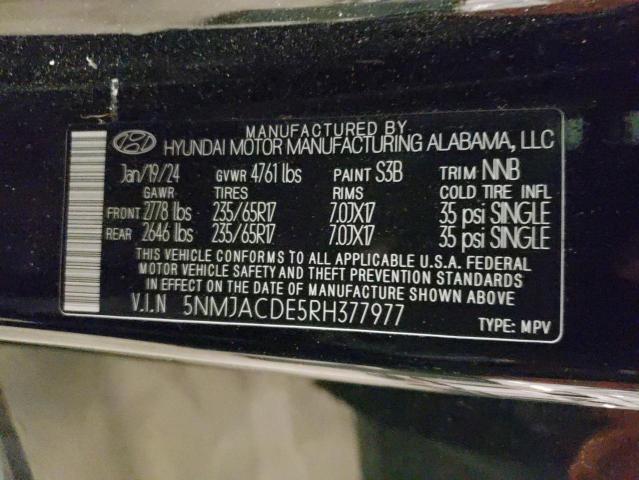 MANUFACTURED BY
HYUNDAI MOTOR MANUFACTURING ALABAMA, LLC
Jan/19/24 GVWR 4761 lbs PAINT S3B TRIM NNB
GAWR TIRES RIMS COLD TIRE INFL
FRONT 2778 lbs 235/65R17 7.0JX17 35 psi SINGLE
REAR 2646 lbs 235/65R17 7.0JX17 35 psi SINGLE
THIS VEHICLE CONFORMS TO ALL APPLICABLE U.S.A. FEDERAL
MOTOR VEHICLE SAFETY AND THEFT PREVENTION STANDARDS
IN EFFECT ON THE DATE OF MANUFACTURE SHOWN ABOVE
V.I.N 5NMJACDE5RH377977
TYPE: MPV